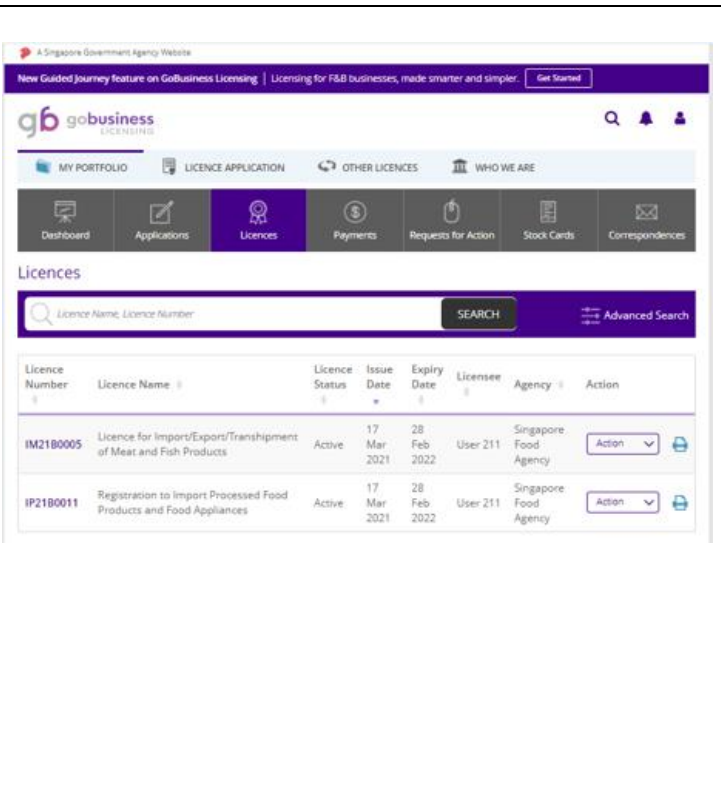 A Singapore Government Agency Website
New Guided Journey feature on GoBusiness Licensing | Licensing for F&B businesses, made smarter and simpler. Get Started
gb gobusiness
LICENSING
MY PORTFOLIO LICENCE APPLICATION OTHER LICENCES WHO WE ARE
Dashboard Applications Licences Payments Requests for Action Stock Cards Correspondences
Licences
Licence Name, Licence Number SEARCH Advanced Search
Licence Licence Issue Expiry
Number Licence Name Status Date Date Licensee Agency Action
17 28 Singapore
IM21B0005 Licence for Import/Export/Transhipment Active Mar Feb User 211 Food Action
of Meat and Fish Products 2021 2022 Agency
17 28 Singapore
IP21B0011 Registration to Import Processed Food Active Mar Feb User 211 Food Action
Products and Food Appliances 2021 2022 Agency